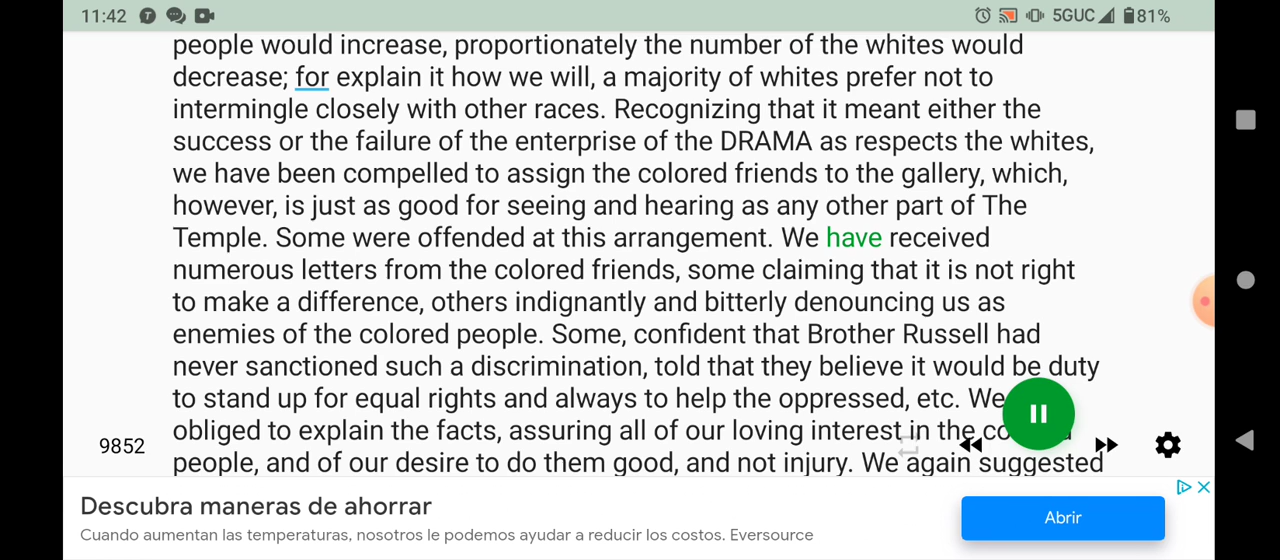 11:42
5GUC 81%
people would increase, proportionately the number of the whites would
decrease; for explain it how we will, a majority of whites prefer not to
intermingle closely with other races. Recognizing that it meant either the
success or the failure of the enterprise of the DRAMA as respects the whites,
we have been compelled to assign the colored friends to the gallery, which,
however, is just as good for seeing and hearing as any other part of The
Temple. Some were offended at this arrangement. We have received
numerous letters from the colored friends, some claiming that it is not right
to make a difference, others indignantly and bitterly denouncing us as
enemies of the colored people. Some, confident that Brother Russell had
never sanctioned such a discrimination, told that they believe it would be duty
to stand up for equal rights and always to help the oppressed, etc. We
obliged to explain the facts, assuring all of our loving interest in the
people, and of our desire to do them good, and not injury. We again suggested
9852
Descubra maneras de ahorrar
Cuando aumentan las temperaturas, nosotros le podemos ayudar a reducir los costos. Eversource
Abrir